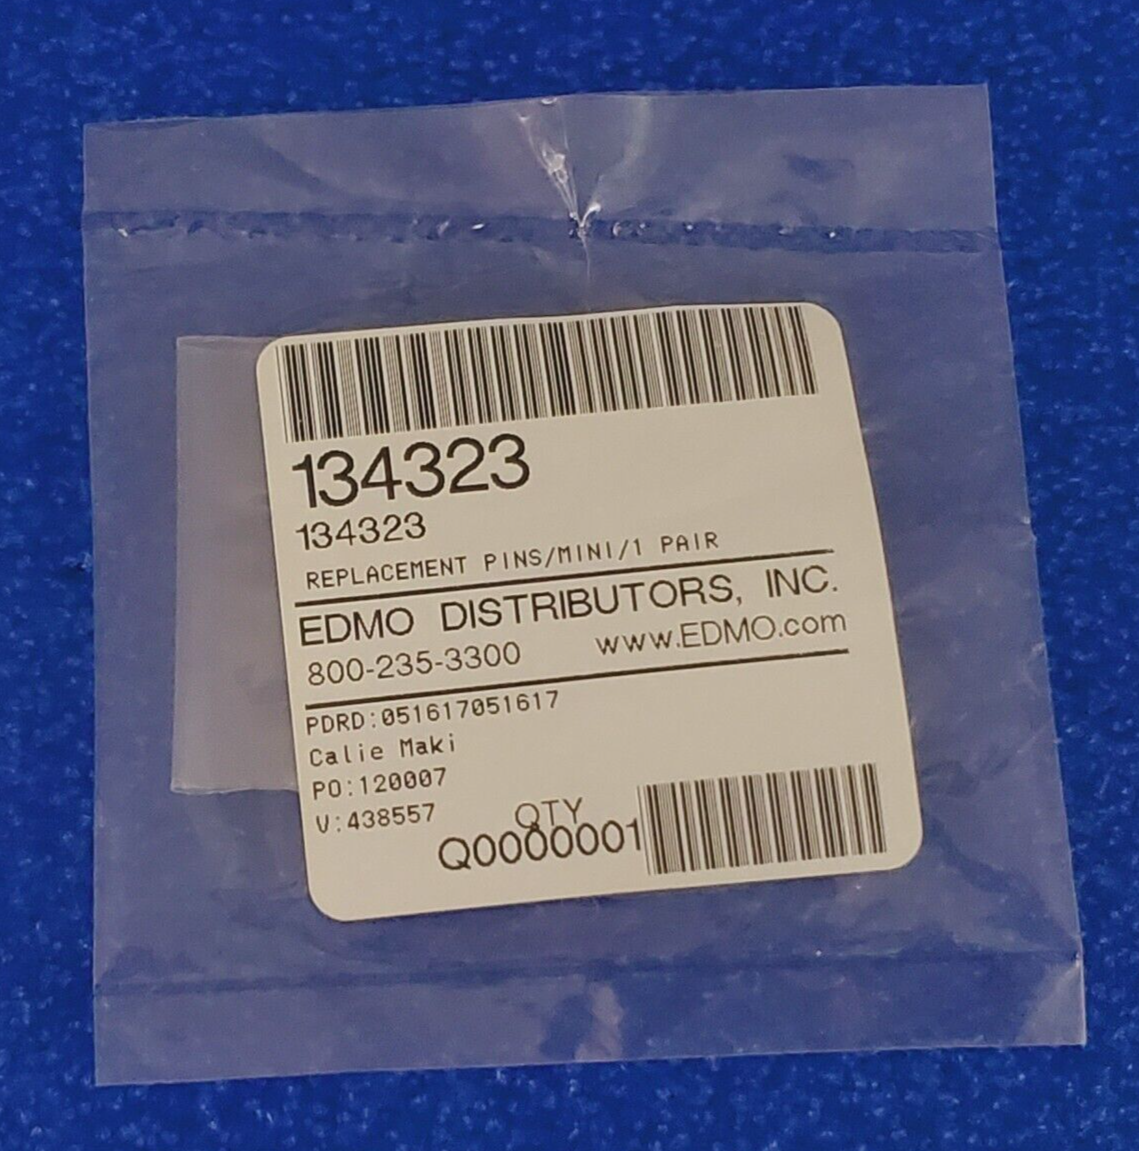 134323
134323
REPLACEMENT PINS/MINI/1 PAIR
EDMO DISTRIBUTORS, INC.
800-235-3300 www.EDMO.com
PDRD:051617051617
Calie Maki
PO:120007
V:438557 QTY
Q0000001